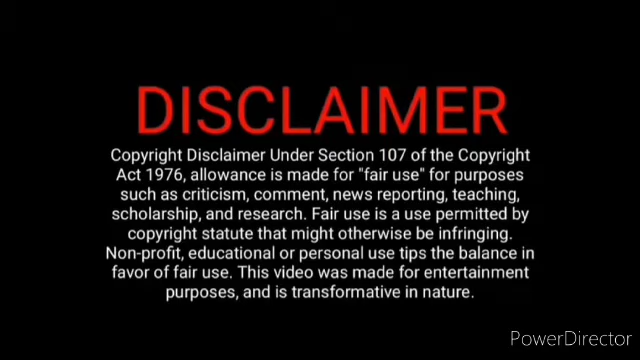 DISCLAIMER
Copyright Disclaimer Under Section 107 of the Copyright
Act 1976, allowance is made for "fair use" for purposes
such as criticism, comment, news reporting, teaching,
scholarship, and research. Fair use is a use permitted by
copyright statute that might otherwise be infringing.
Non-profit, educational or personal use tips the balance in
favor of fair use. This video was made for entertainment
purposes, and is transformative in nature.
PowerDirector